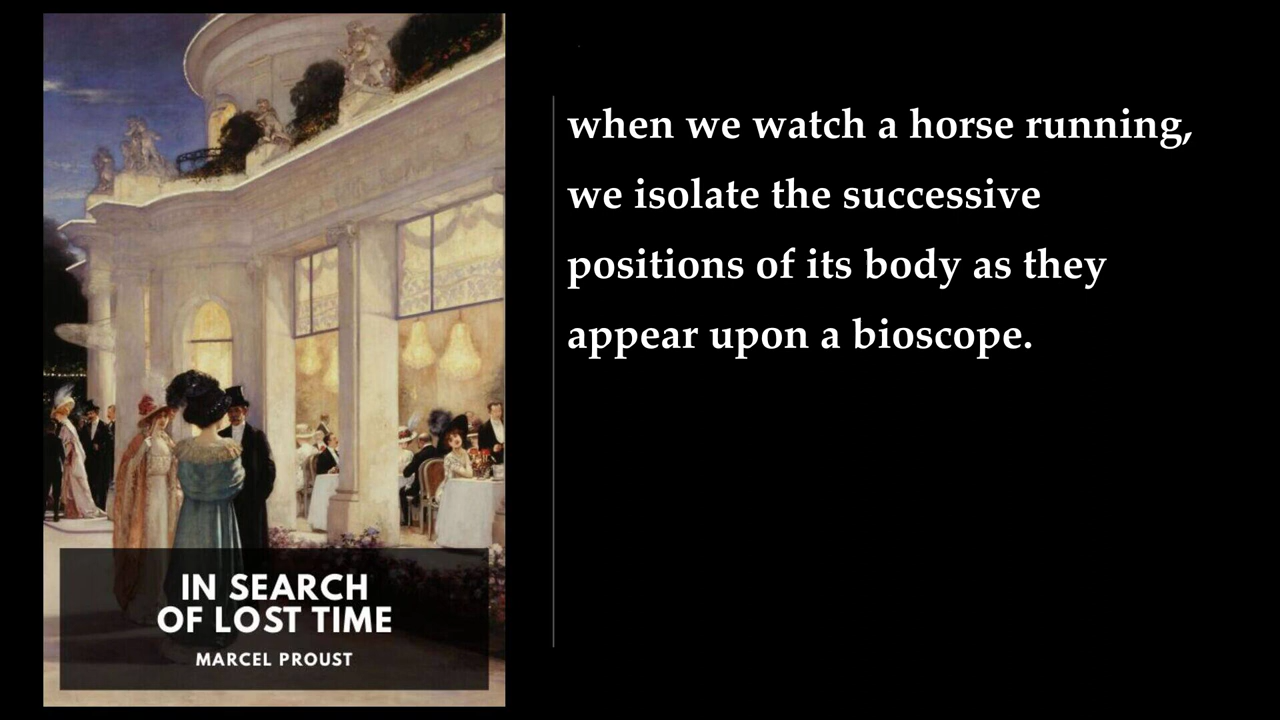 when we watch a horse running,
we isolate the successive
positions of its body as they
appear upon a bioscope.
IN SEARCH
OF LOST TIME
MARCEL PROUST